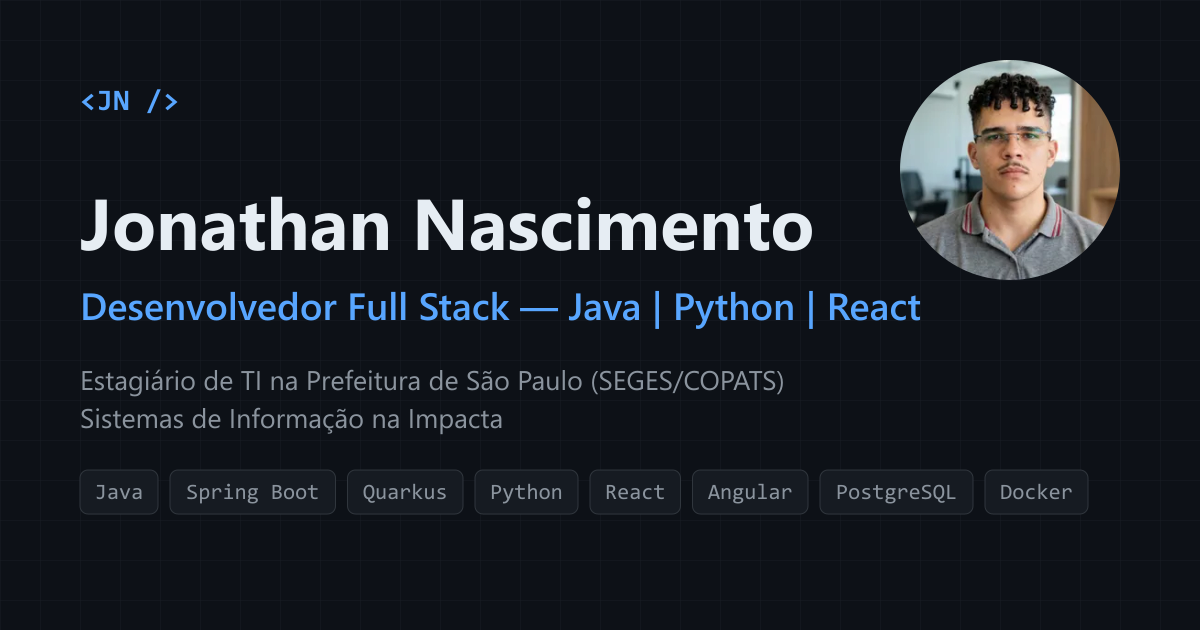 <JN />
Jonathan Nascimento
Desenvolvedor Full Stack — Java | Python | React
Estagiário de TI na Prefeitura de São Paulo (SEGES/COPATS)
Sistemas de Informação na Impacta
Java Spring Boot Quarkus Python React Angular PostgreSQL Docker